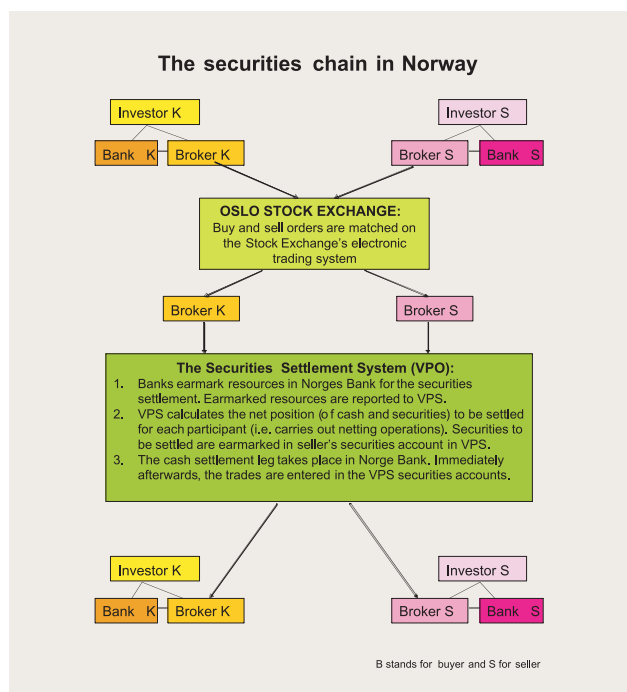 The securities chain in Norway
Investor K
Investor S
Bank K
Broker K
Broker S
Bank S
OSLO STOCK EXCHANGE:
Buy and sell orders are matched on
the Stock Exchange's electronic
trading system
Broker K
Broker S
The Securities Settlement System (VPO):
1. Banks earmark resources in Norges Bank for the securities
settlement. Earmarked resources are reported to VPS.
2. VPS calculates the net position (of cash and securities) to be settled
for each participant (i.e. carries out netting operations). Securities to
be settled are earmarked in seller's securities account in VPS.
3. The cash settlement leg takes place in Norge Bank. Immediately
afterwards, the trades are entered in the VPS securities accounts.
Investor K
Investor S
Bank K
Broker K
Broker S
Bank S
B stands for buyer and S for seller